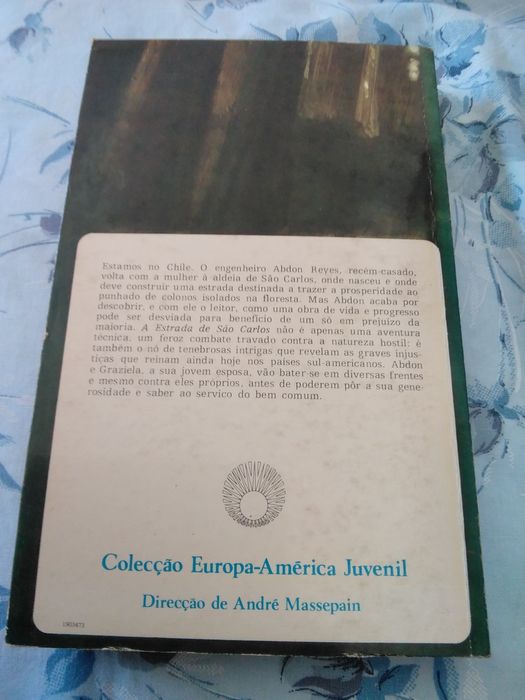 Estamos no Chile. O engenheiro Abdon Reyes, recém-casado,
volta com a mulher à aldeia de São Carlos, onde nasceu e onde
deve construir uma estrada destinada a trazer a prosperidade ao
punhado de colonos isolados na floresta. Mas Abdon acaba por
descobrir, e com ele o leitor, como uma obra de vida e progresso
pode ser desviada para benefício de um só em prejuízo da
maioria. A Estrada de São Carlos não é apenas uma aventura
técnica, um feroz combate travado contra a natureza hostil: é
também o nó de tenebrosas intrigas que revelam as graves injus-
tiças que reinam ainda hoje nos países sul-americanos. Abdon
e Graziela, a sua jovem esposa, vão bater-se em diversas frentes
e mesmo contra eles próprios, antes de poderem pôr a sua gene-
rosidade e saber ao serviço do bem comum.
Colecção Europa-América Juvenil
Direcção de André Massepain